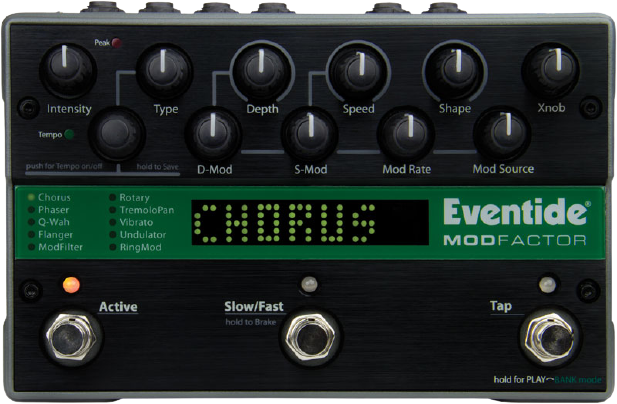 Peak
Intensity
Type
Depth
Speed
Shape
Xnob
Tempo
push for Tempo on/off
hold to Save
D-Mod
S-Mod
Mod Rate
Mod Source
Chorus
Phaser
Q-Wah
Flanger
ModFilter
Rotary
TremoloPan
Vibrato
Undulator
RingMod
CHORUS
Eventide®
MODFACTOR
Active
Slow/Fast
hold to Brake
Tap
hold for PLAY~BANK mode